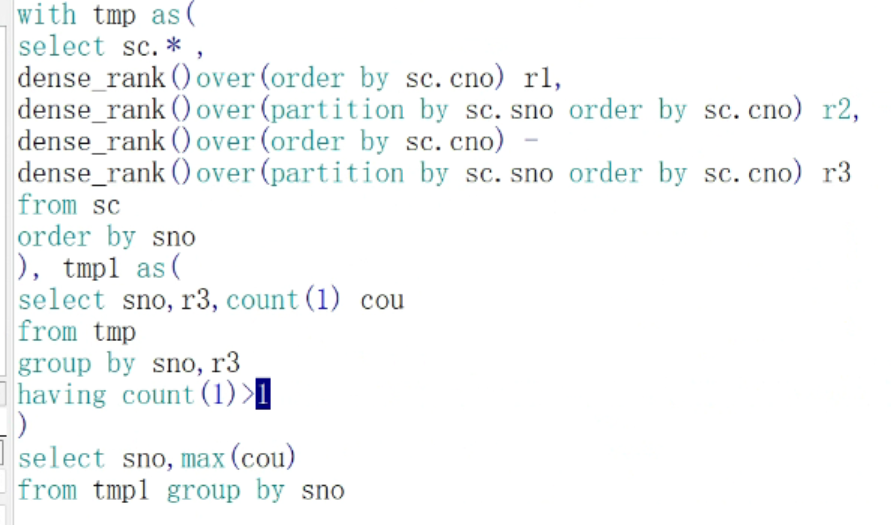 with tmp as(
select sc.* ,
dense_rank()over(order by sc.cno) r1,
dense_rank()over(partition by sc.sno order by sc.cno) r2,
dense_rank()over(order by sc.cno) -
dense_rank()over(partition by sc.sno order by sc.cno) r3
from sc
order by sno
), tmp1 as(
select sno,r3,count(1) cou
from tmp
group by sno,r3
having count(1)>1
)
select sno,max(cou)
from tmp1 group by sno